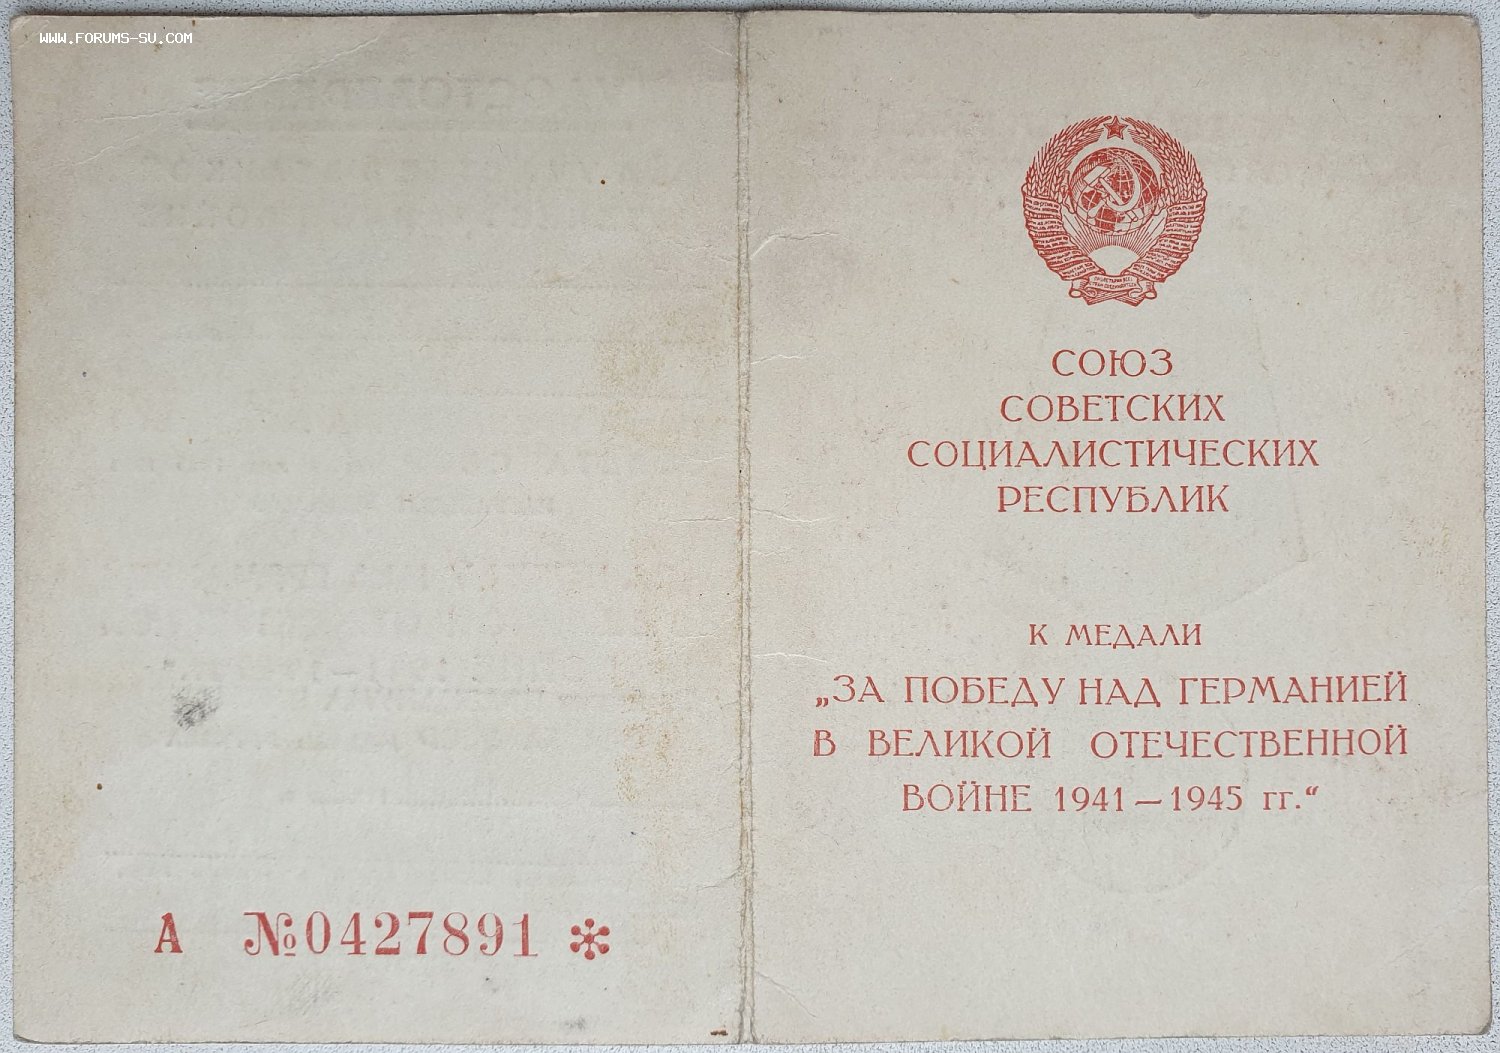 WWW.FORUMS-SU.COM
А №0427891
СОЮЗ
СОВЕТСКИХ
СОЦИАЛИСТИЧЕСКИХ
РЕСПУБЛИК
К МЕДАЛИ
„ЗА ПОБЕДУ НАД ГЕРМАНИЕЙ
В ВЕЛИКОЙ ОТЕЧЕСТВЕННОЙ
ВОЙНЕ 1941—1945 гг.“